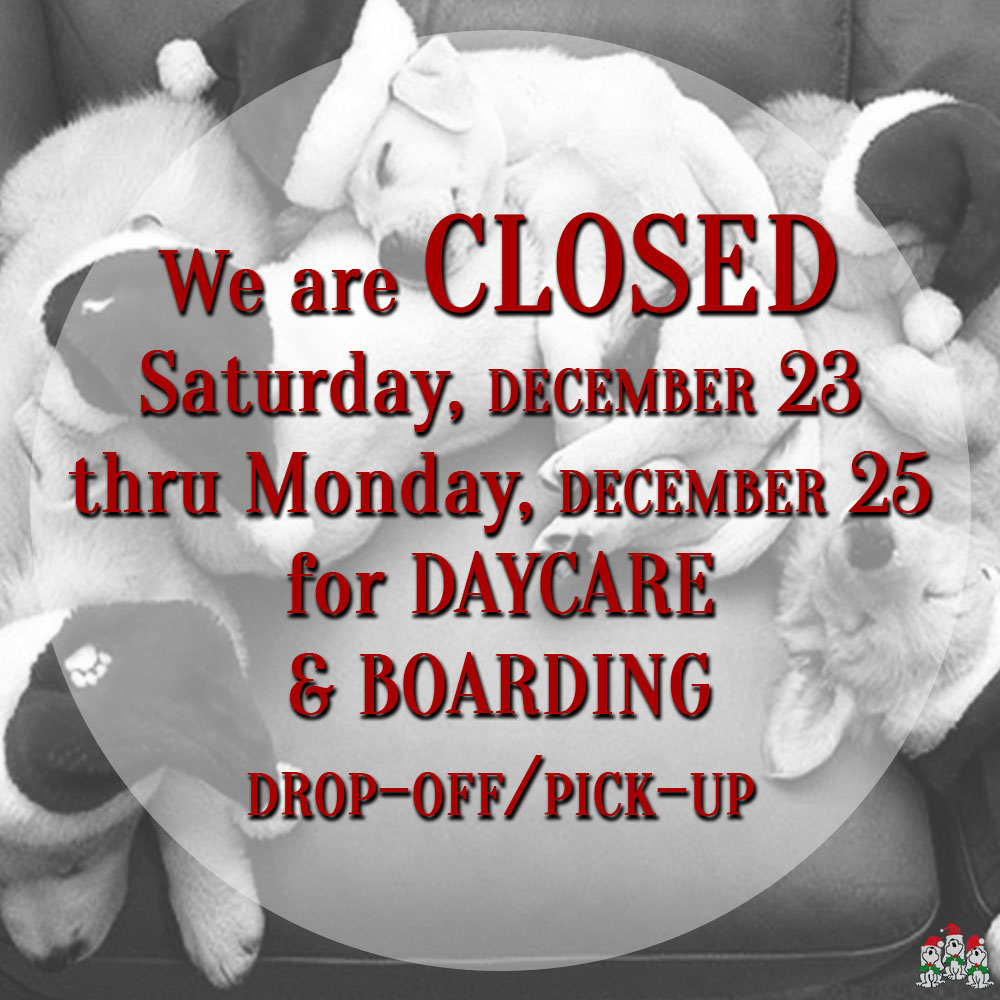 We are CLOSED
Saturday, DECEMBER 23
thru Monday, DECEMBER 25
for DAYCARE
& BOARDING
DROP-OFF/PICK-UP